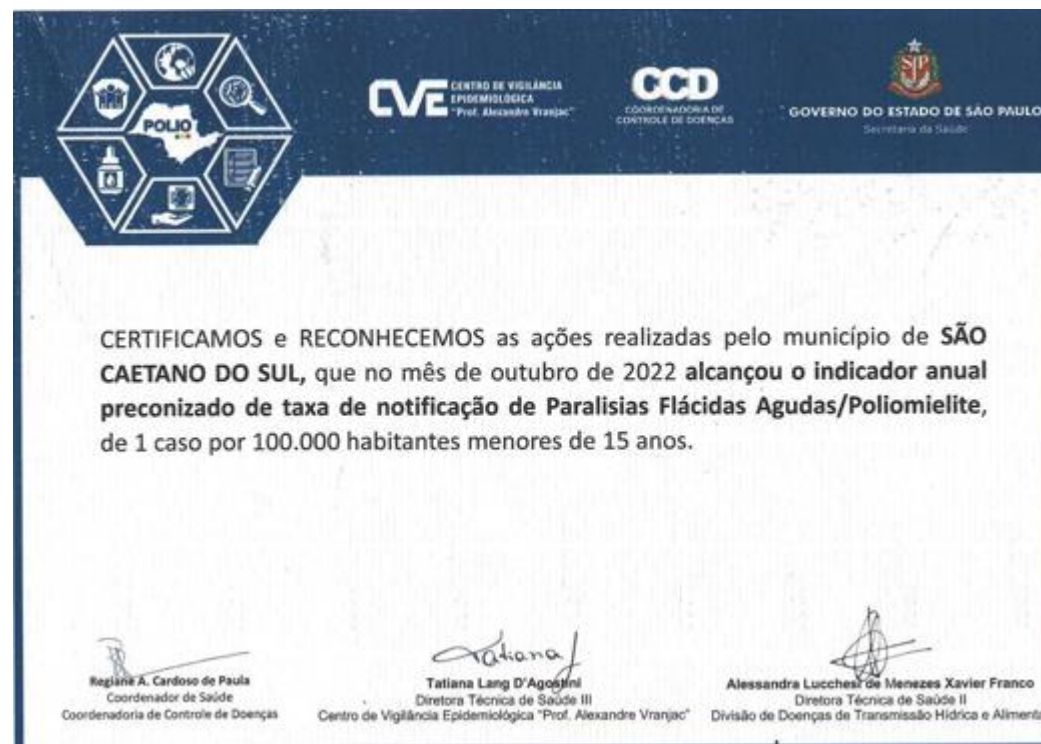 POLIO
CVE
CENTRO DE VIGILÂNCIA
EPIDEMIOLÓGICA
"Prof. Alexandre Vranjac"
CCD
COORDENADORIA DE
CONTROLE DE DOENÇAS
SP
GOVERNO DO ESTADO DE SÃO PAULO
Secretaria da Saúde
CERTIFICAMOS e RECONHECEMOS as ações realizadas pelo município de SÃO
CAETANO DO SUL, que no mês de outubro de 2022 alcançou o indicador anual
preconizado de taxa de notificação de Paralisias Flácidas Agudas/Poliomielite,
de 1 caso por 100.000 habitantes menores de 15 anos.
Tatiana
Regiane A. Cardoso de Paula
Coordenador de Saúde
Coordenadoria de Controle de Doenças
Tatiana Lang D'Agostini
Diretora Técnica de Saúde III
Centro de Vigilância Epidemiológica "Prof. Alexandre Vranjac"
Alessandra Lucchesi de Menezes Xavier Franco
Diretora Técnica de Saúde II
Divisão de Doenças de Transmissão Hídrica e Alimenta